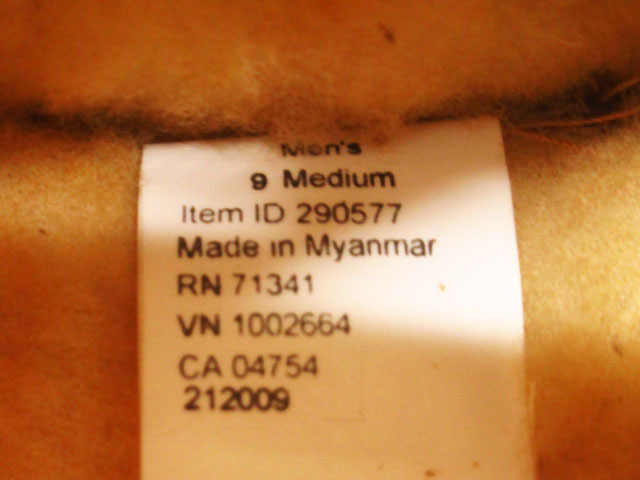 Men's
9 Medium
Item ID 290577
Made in Myanmar
RN 71341
VN 1002664
CA 04754
212009